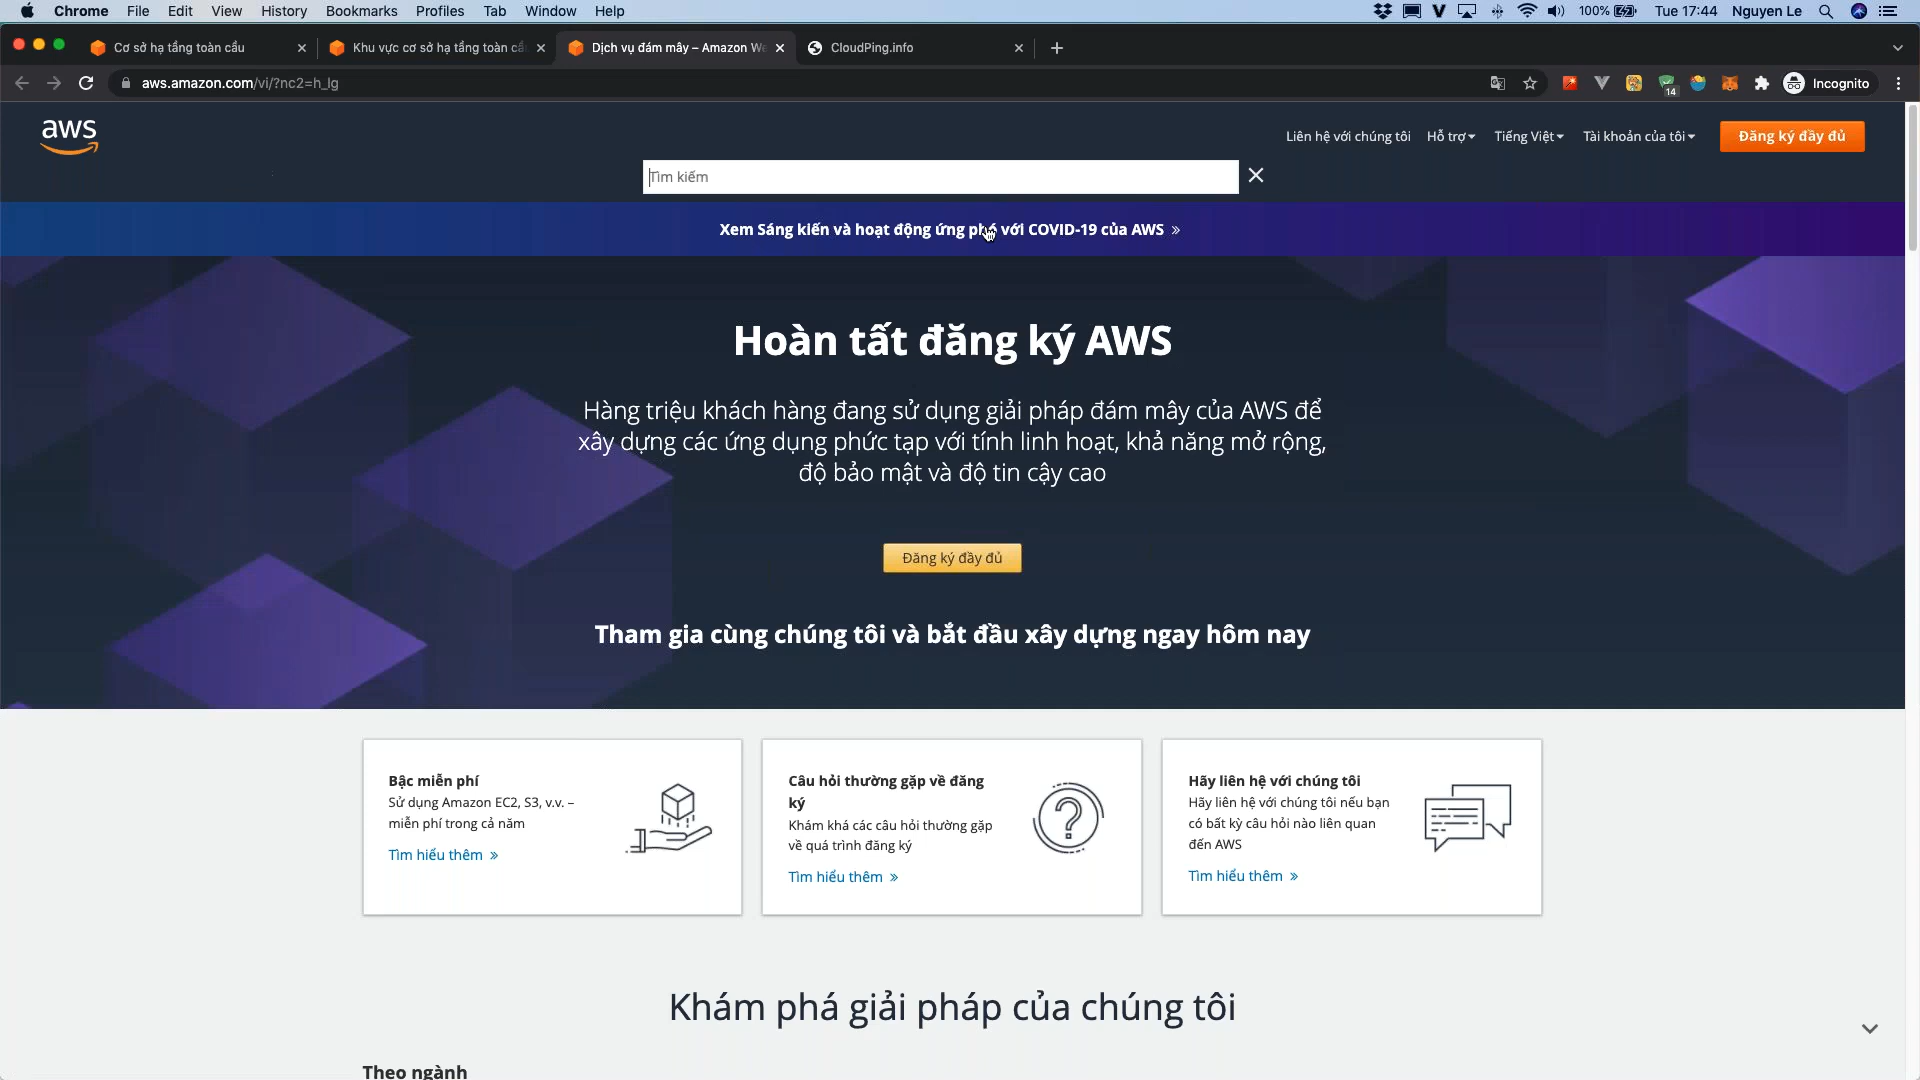 Chrome File Edit View History Bookmarks Profiles Tab Window Help 100% Tue 17:44 Nguyen Le
Cơ sở hạ tầng toàn cầu
Khu vực cơ sở hạ tầng toàn cầ
Dịch vụ đám mây – Amazon We
CloudPing.info
aws.amazon.com/vi/?nc2=h_lg
14
Incognito
aws
Liên hệ với chúng tôi Hỗ trợ Tiếng Việt Tài khoản của tôi Đăng ký đầy đủ
Tìm kiếm
Xem Sáng kiến và hoạt động ứng phó với COVID-19 của AWS »
Hoàn tất đăng ký AWS
Hàng triệu khách hàng đang sử dụng giải pháp đám mây của AWS để
xây dựng các ứng dụng phức tạp với tính linh hoạt, khả năng mở rộng,
độ bảo mật và độ tin cậy cao
Đăng ký đầy đủ
Tham gia cùng chúng tôi và bắt đầu xây dựng ngay hôm nay
Bậc miễn phí
Sử dụng Amazon EC2, S3, v.v. –
miễn phí trong cả năm
Tìm hiểu thêm »
Câu hỏi thường gặp về đăng
ký
Khám khá các câu hỏi thường gặp
về quá trình đăng ký
Tìm hiểu thêm »
Hãy liên hệ với chúng tôi
Hãy liên hệ với chúng tôi nếu bạn
có bất kỳ câu hỏi nào liên quan
đến AWS
Tìm hiểu thêm »
Khám phá giải pháp của chúng tôi
Theo ngành